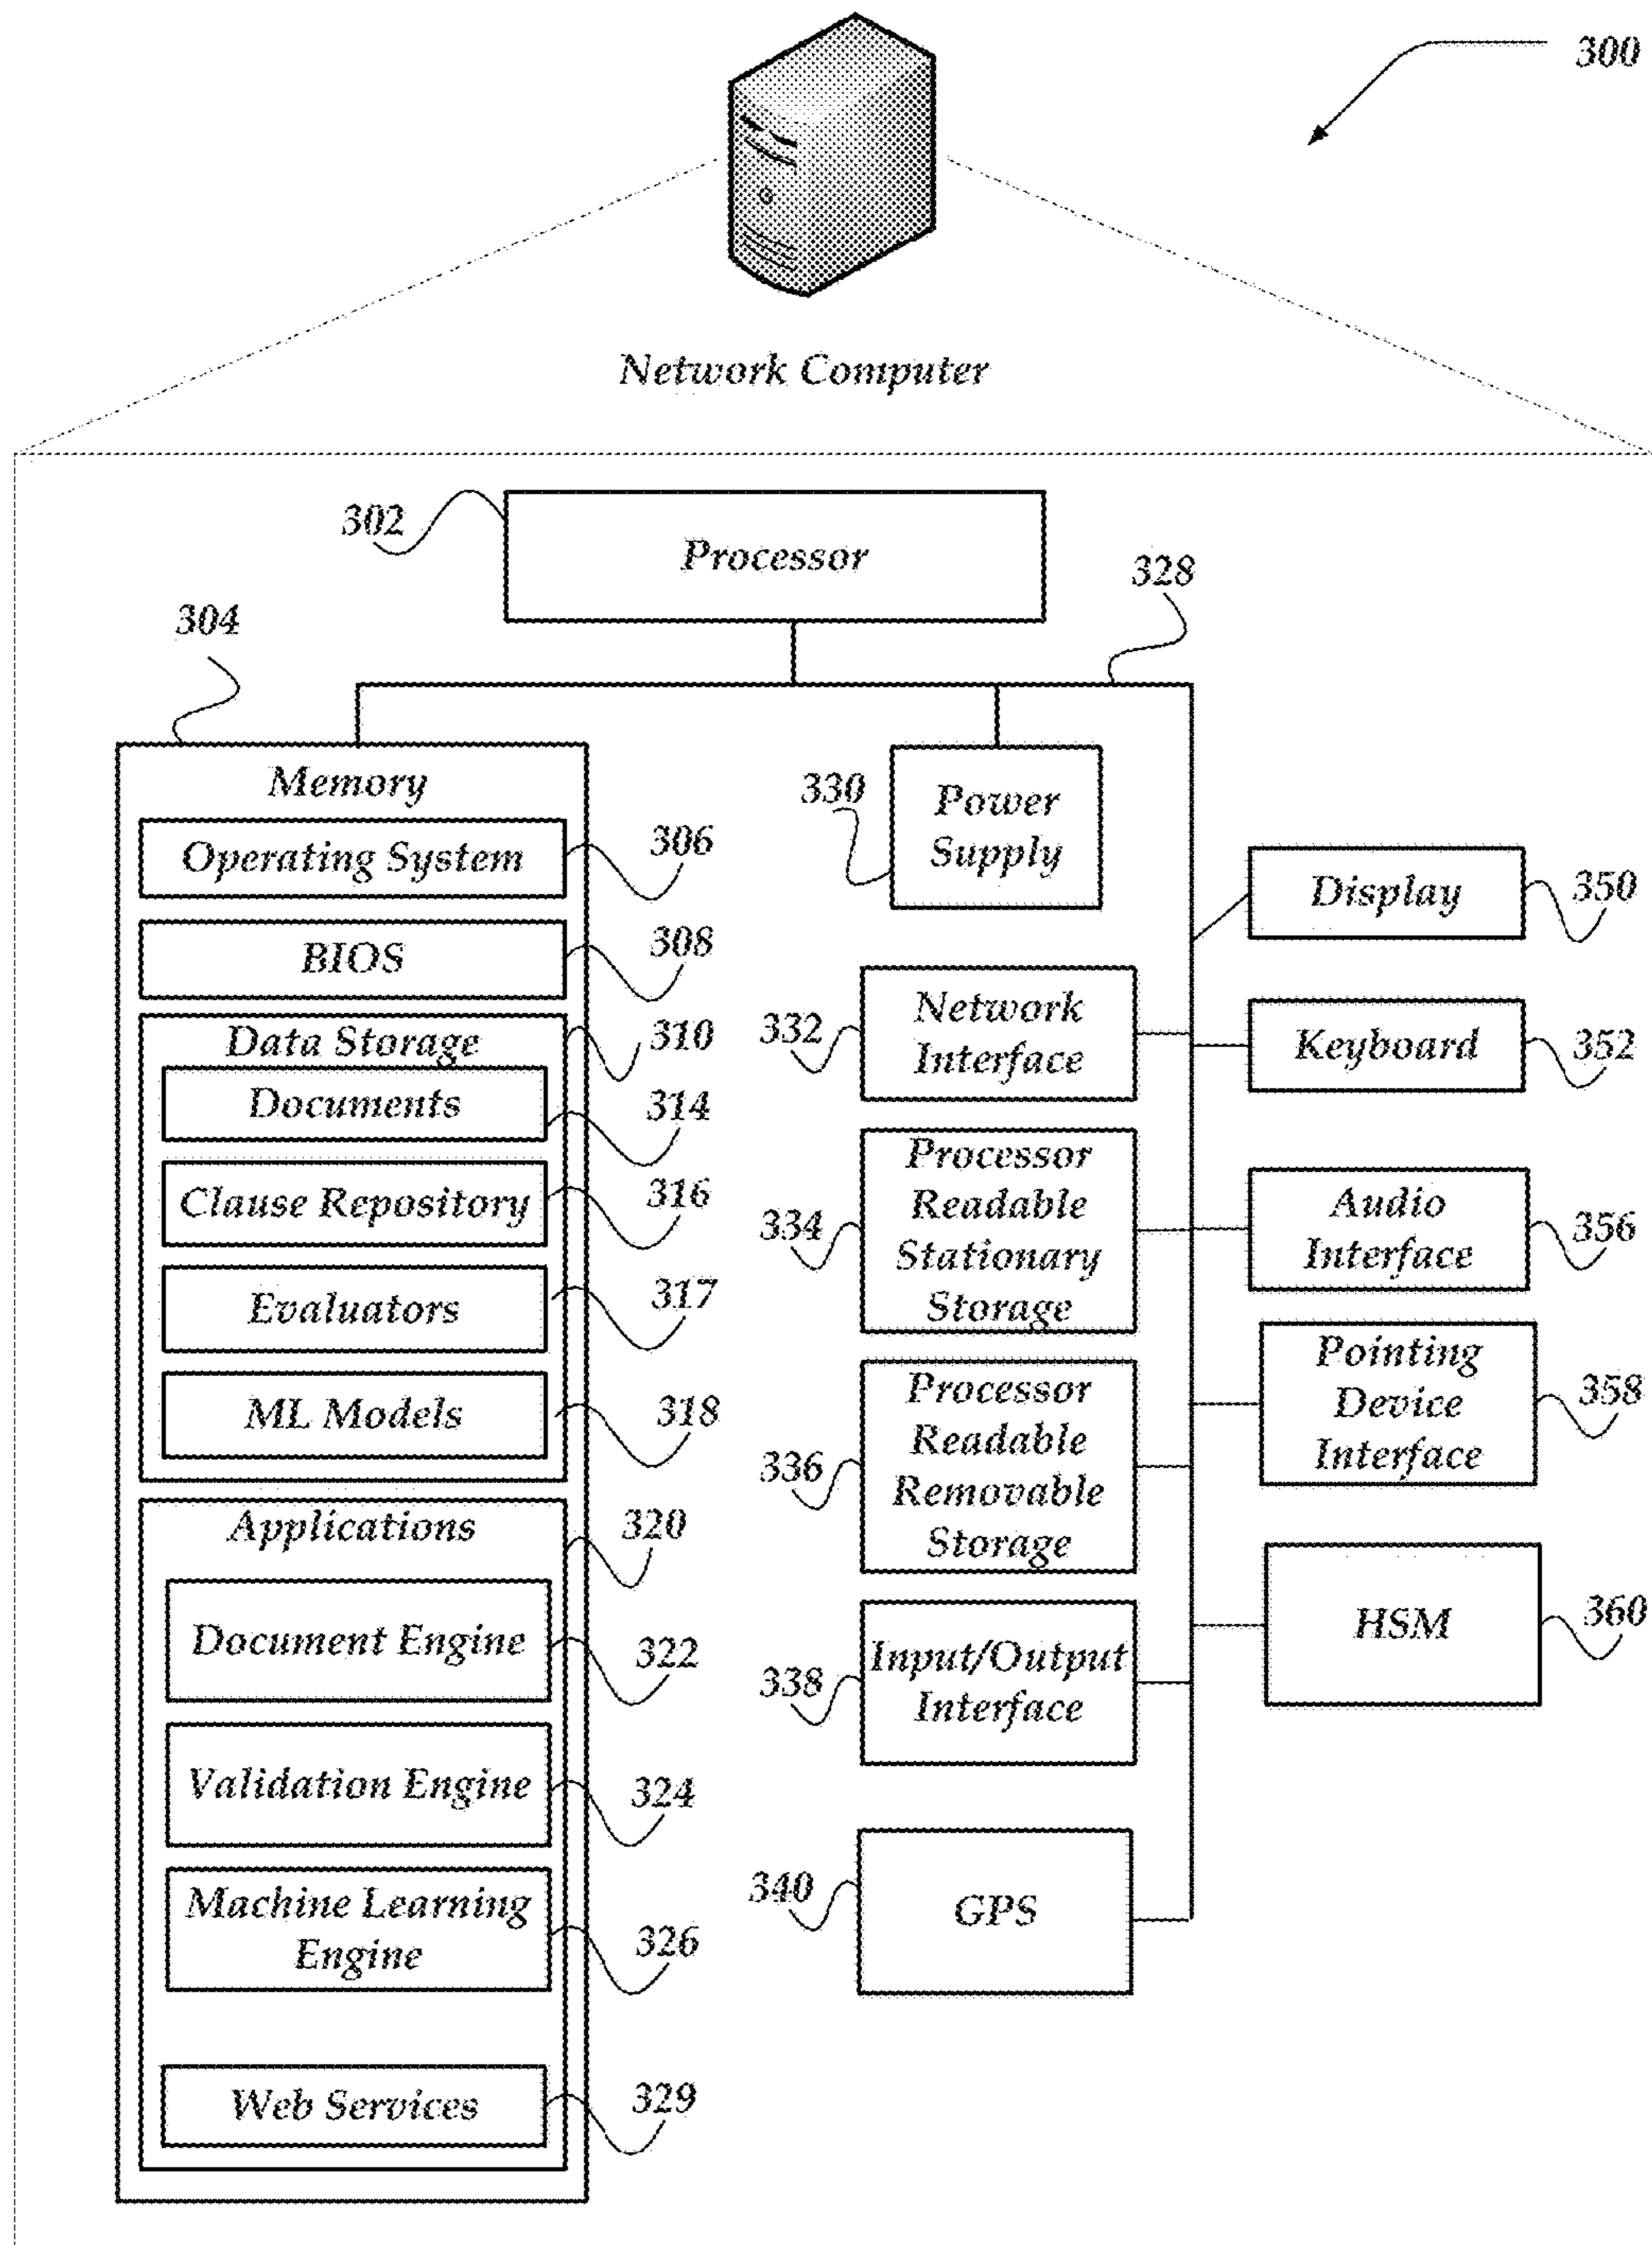 300
Network Computer
302
Processor
328
304
Memory
Operating System
306
BIOS
308
Data Storage
310
Documents
314
Clause Repository
316
Evaluators
317
ML Models
318
Applications
320
Document Engine
322
Validation Engine
324
Machine Learning
Engine
326
Web Services
329
330
Power
Supply
332
Network
Interface
334
Processor
Readable
Stationary
Storage
336
Processor
Readable
Removable
Storage
338
Input/Output
Interface
340
GPS
Display
350
Keyboard
352
Audio
Interface
356
Pointing
Device
Interface
358
HSM
360